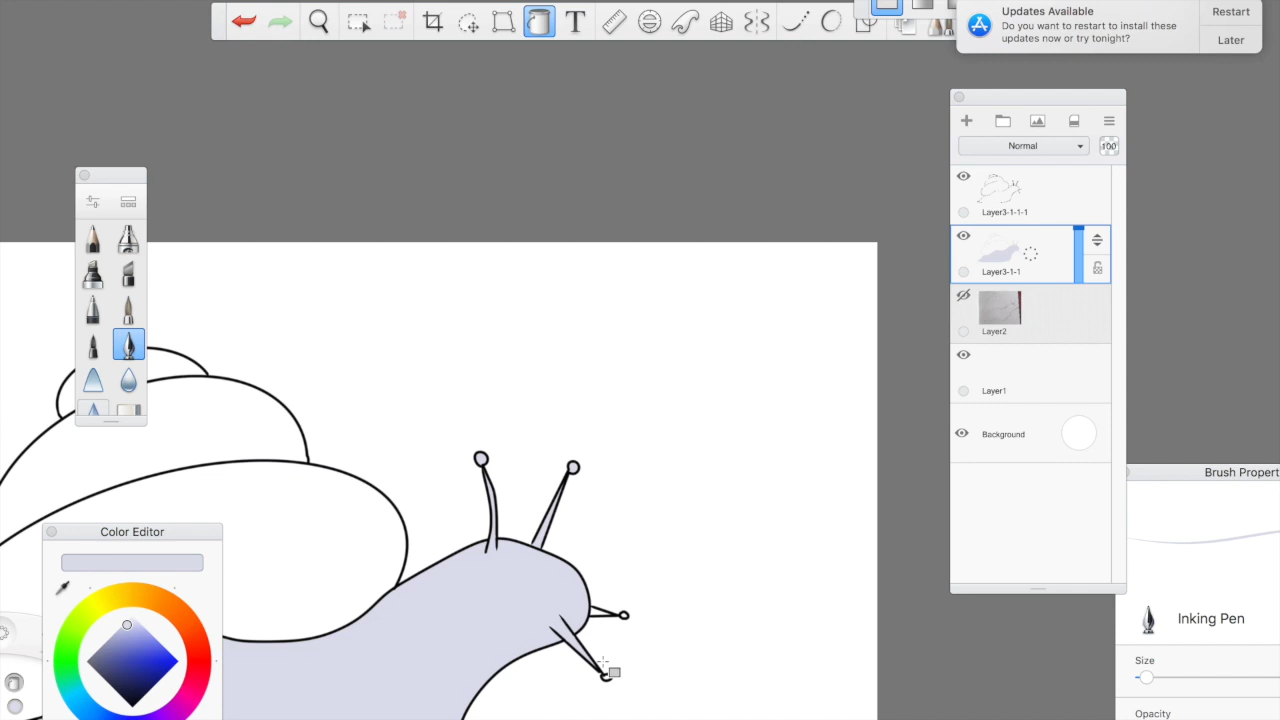 T
Updates Available
Do you want to restart to install these
updates now or try tonight?
Restart
Later
Normal
100
Layer3-1-1-1
Layer3-1-1
Layer2
Layer1
Background
Color Editor
Brush Propert
Inking Pen
Size
Opacity